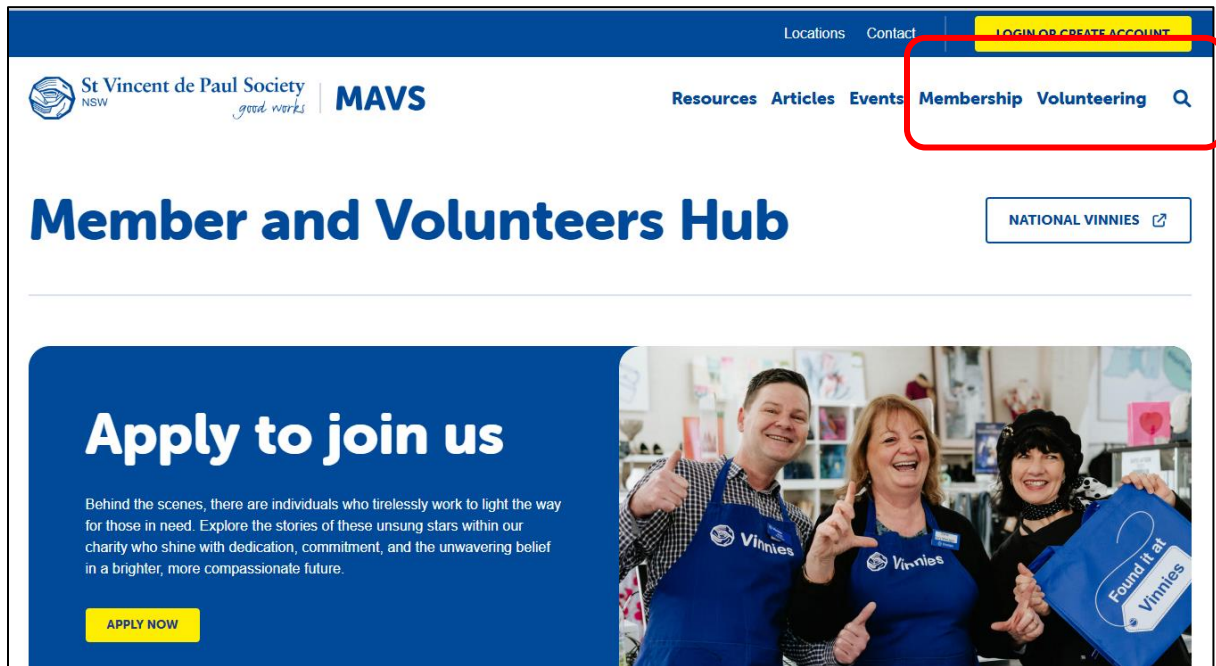 Locations Contact LOGIN OR CREATE ACCOUNT
St Vincent de Paul Society
NSW good works
MAVS
Resources Articles Events Membership Volunteering
Member and Volunteers Hub
NATIONAL VINNIES
Apply to join us
Behind the scenes, there are individuals who tirelessly work to light the way
for those in need. Explore the stories of these unsung stars within our
charity who shine with dedication, commitment, and the unwavering belief
in a brighter, more compassionate future.
APPLY NOW
Vinnies
Vinnies
Found it at
Vinnies